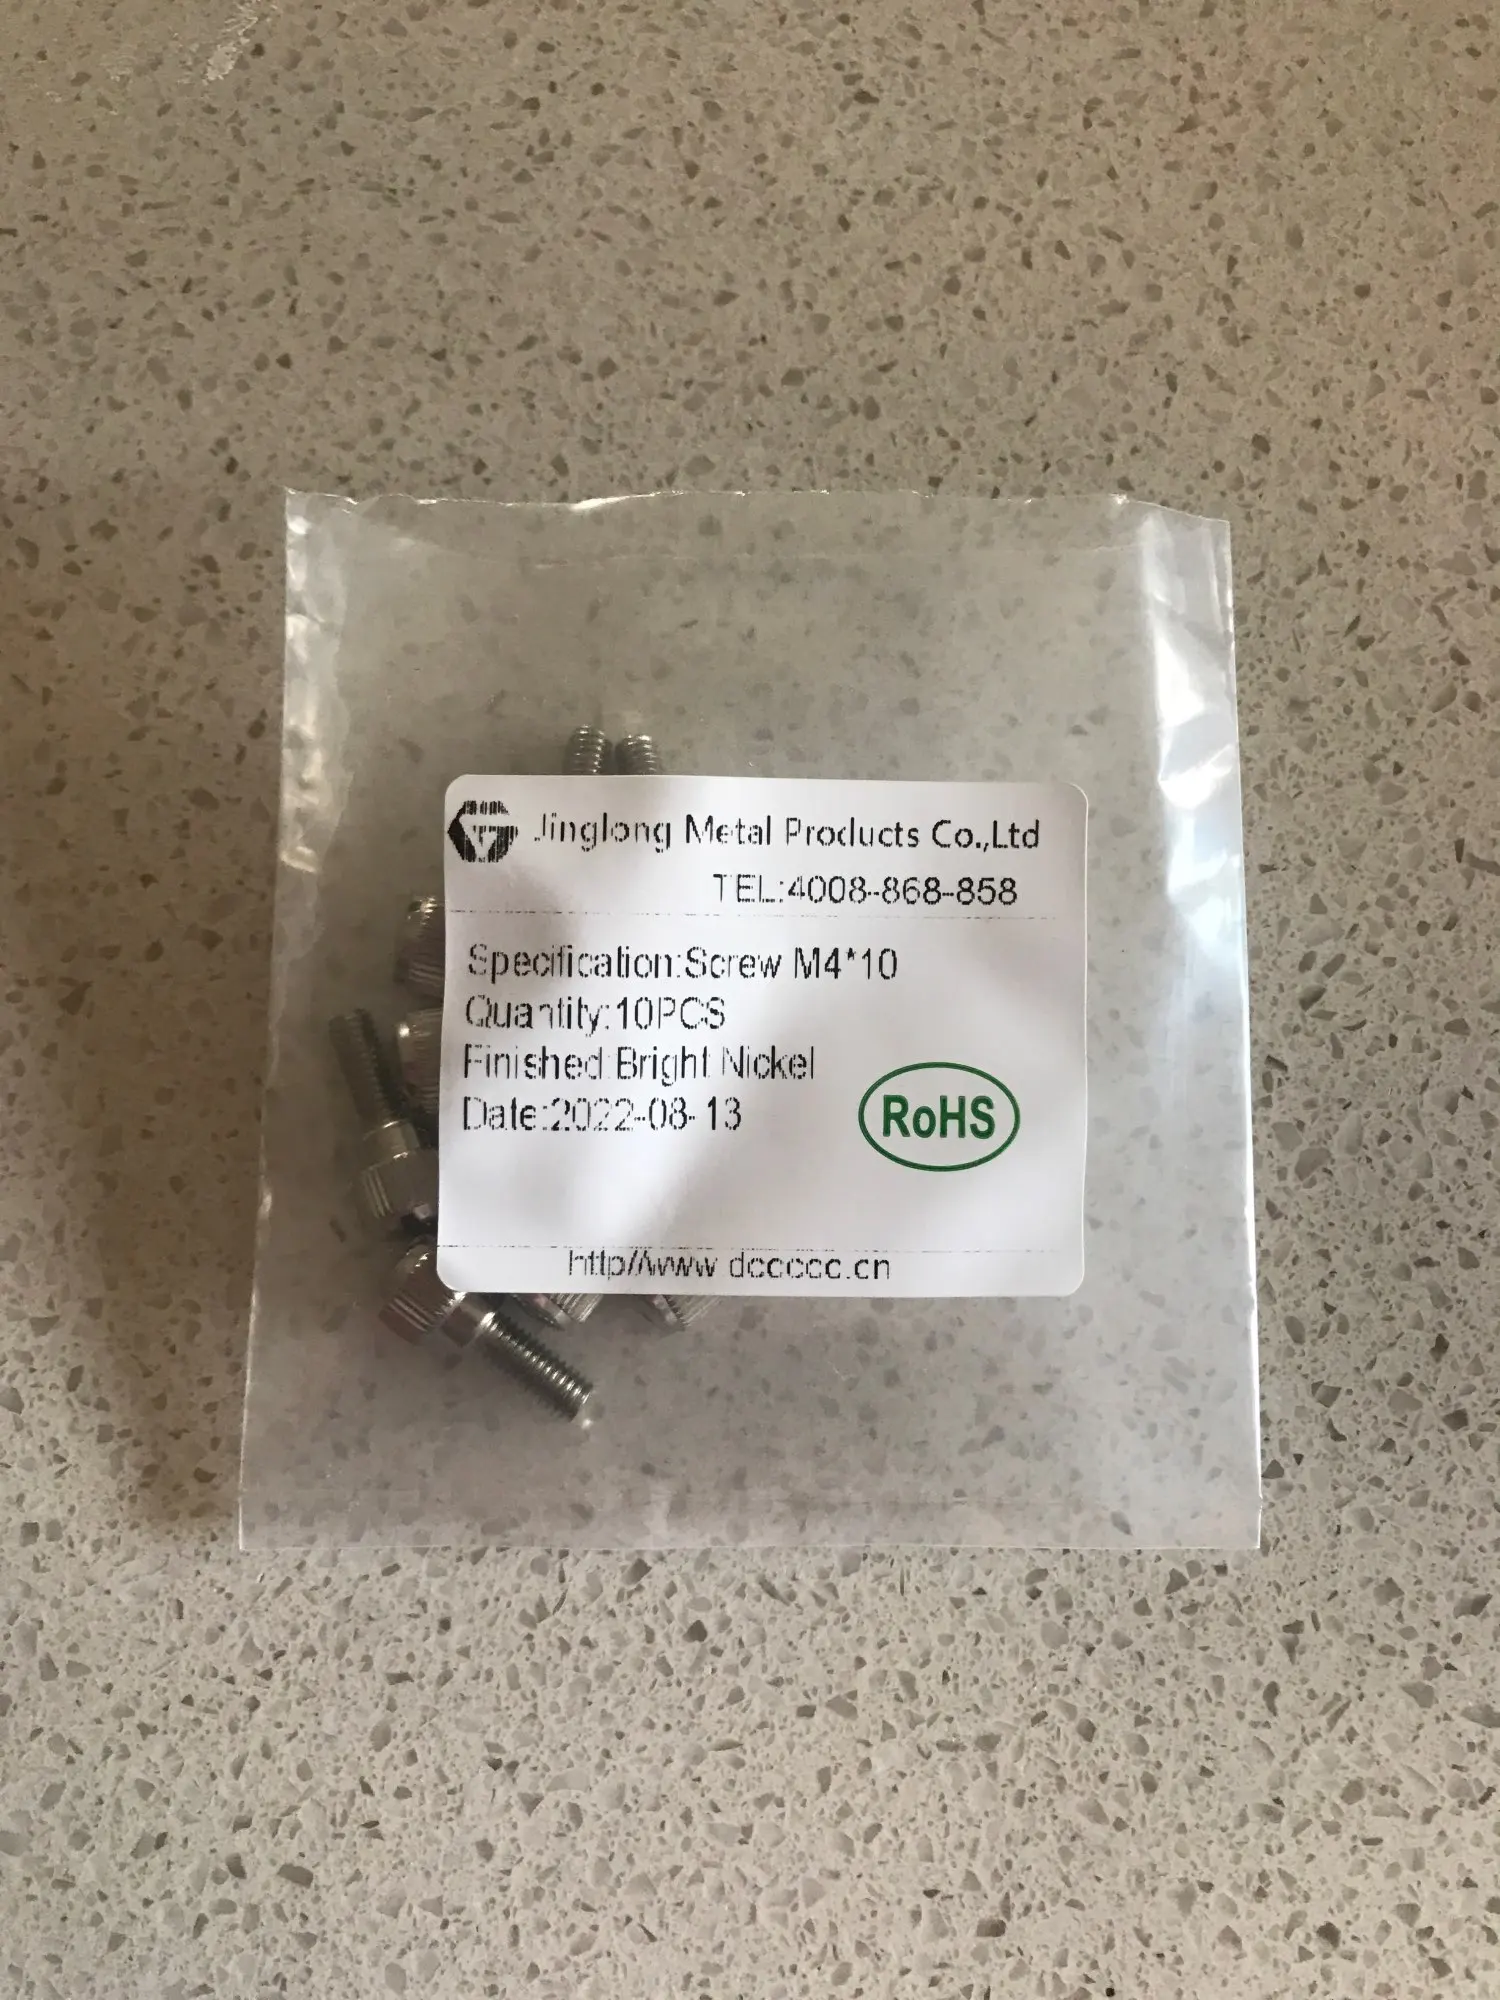 Jinglong Metal Products Co.,Ltd
TEL:4008-868-858
Specification:Screw M4*10
Quantity:10PCS
Finished:Bright Nickel
Date:2022-08-13
RoHS
http//www dcccccc.cn